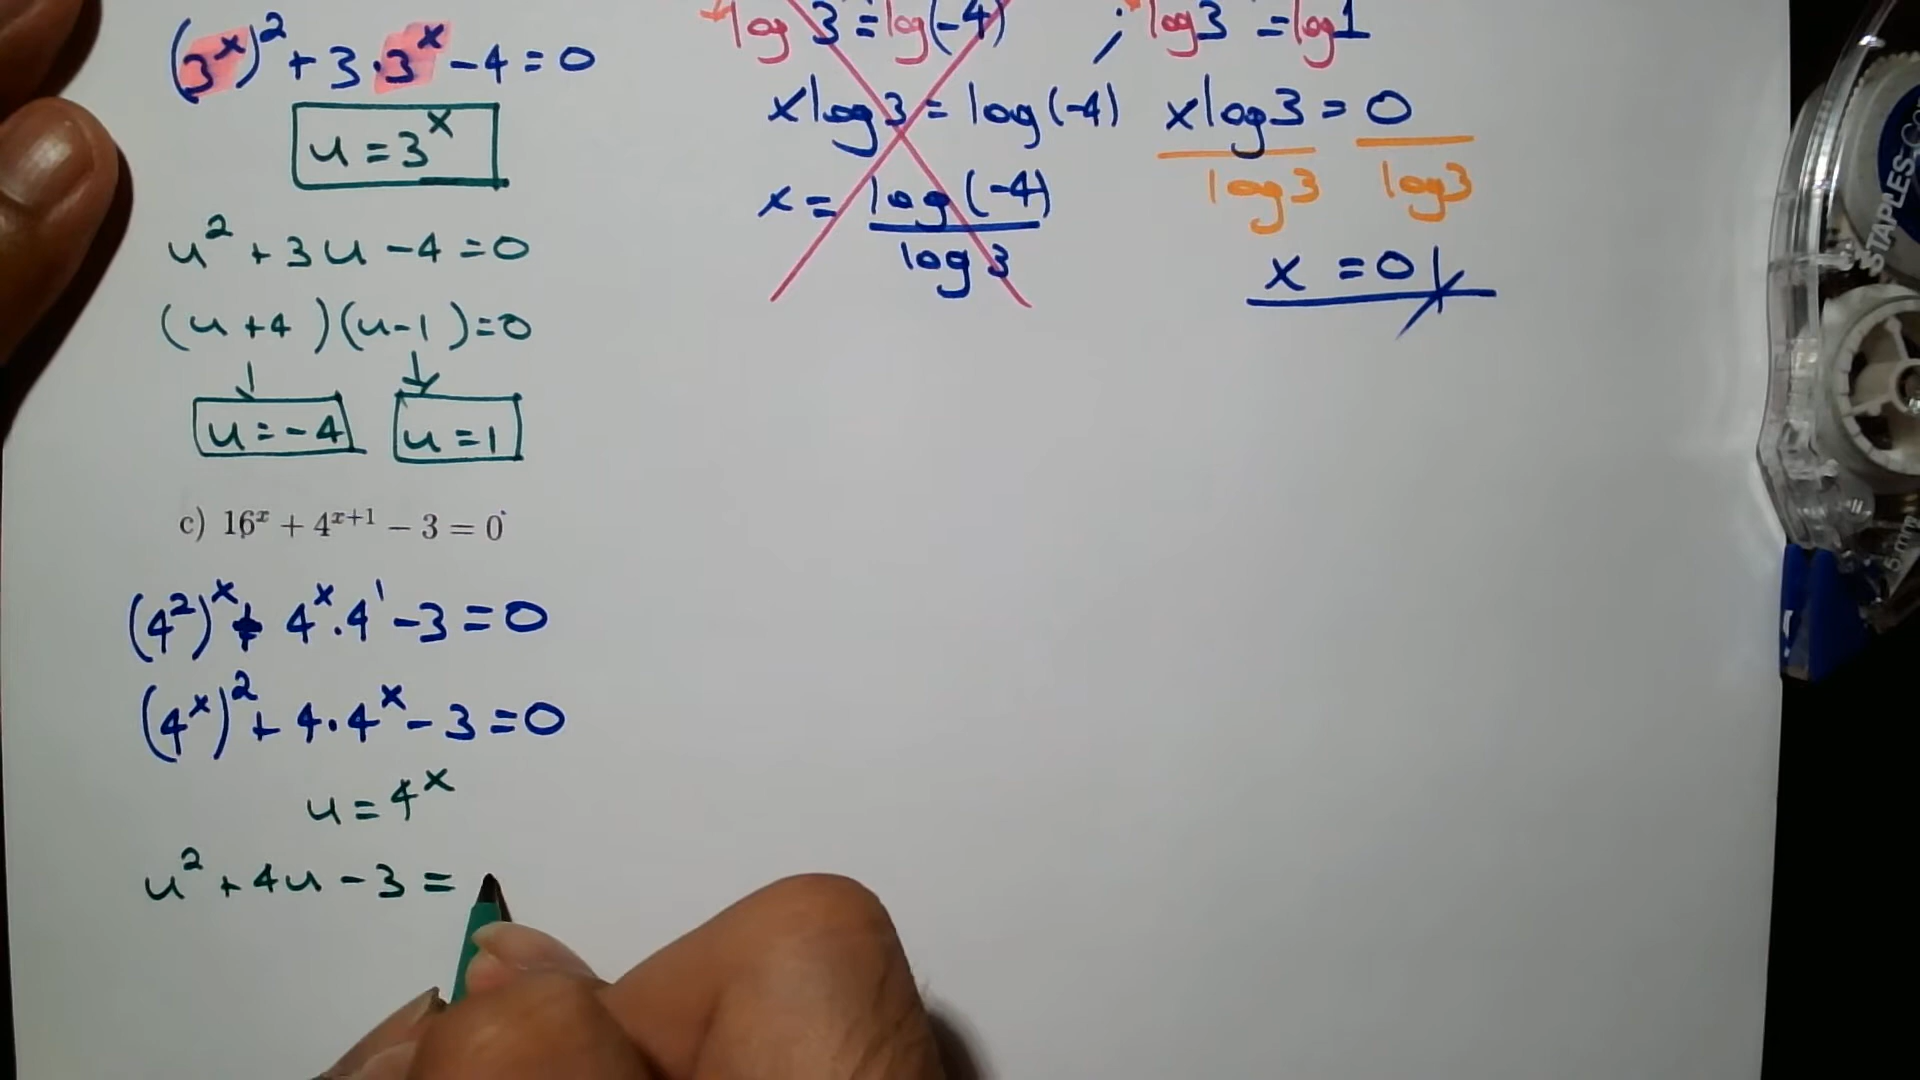 (3^x)^2 + 3·3^x - 4 = 0
u = 3^x
u^2 + 3u - 4 = 0
(u + 4)(u - 1) = 0
u = -4 u = 1
c) 16^x + 4^{x+1} - 3 = 0
(4^2)^x + 4^x · 4^1 - 3 = 0
(4^x)^2 + 4·4^x - 3 = 0
u = 4^x
u^2 + 4u - 3 =
log 3 = log(-4)
x log 3 = log(-4)
x = log(-4) / log 3
; log 3 = log 1
x log 3 = 0
log 3 log 3
x = 0
STAPLES
5mm